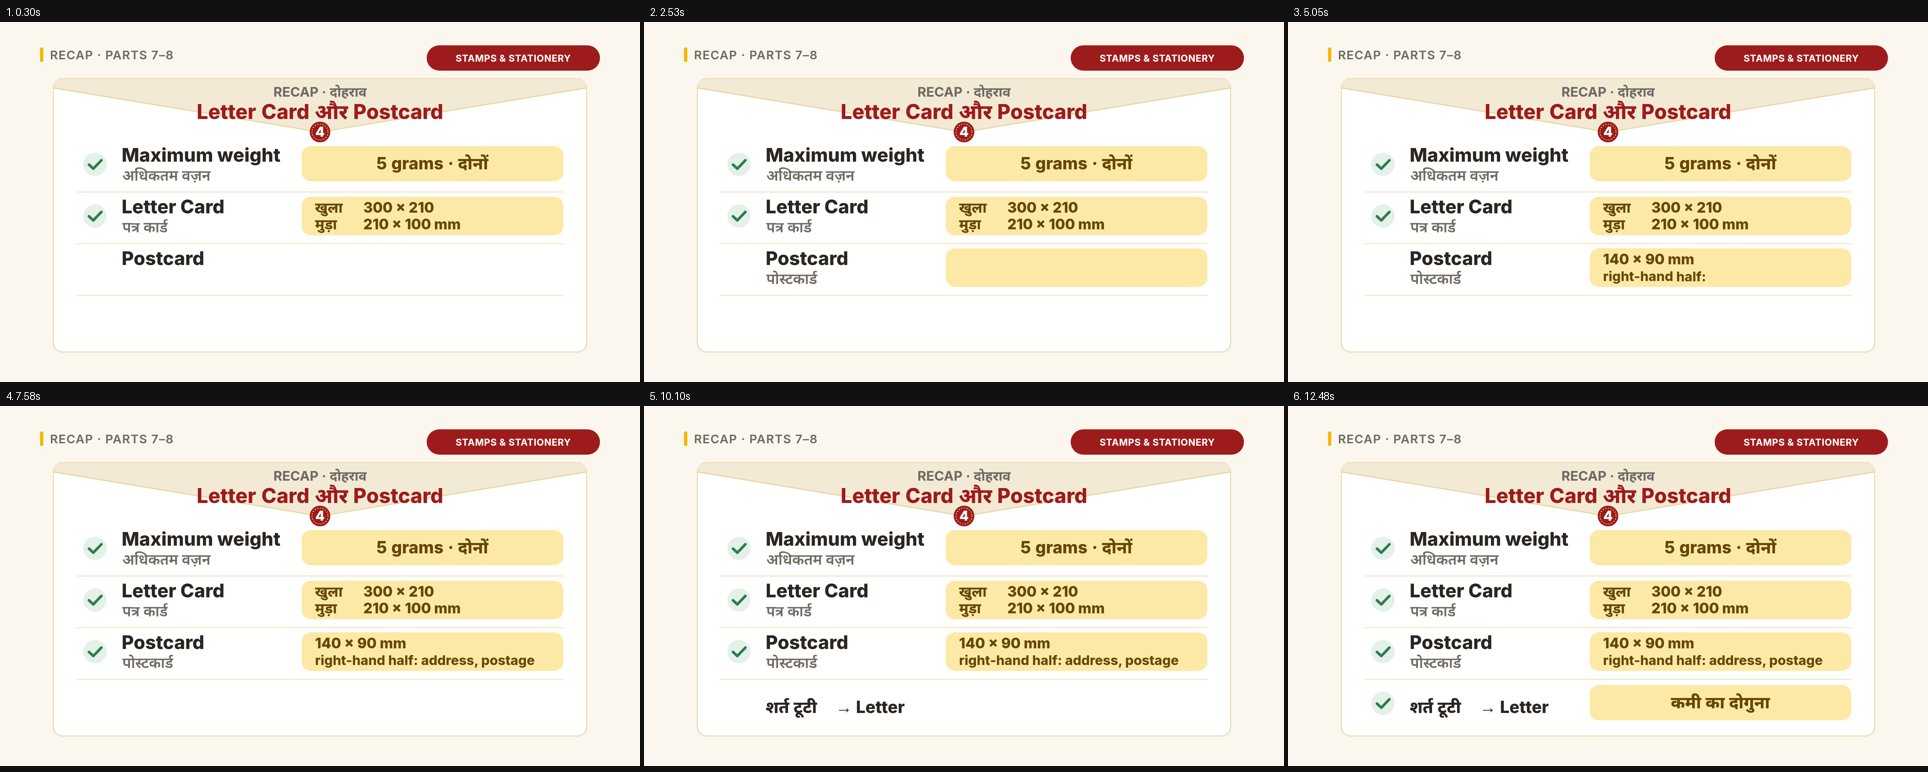 1. 0.30s
RECAP · PARTS 7–8
STAMPS & STATIONERY
RECAP · दोहराव
Letter Card और Postcard
4
Maximum weight
अधिकतम वज़न
5 grams · दोनों
Letter Card
पत्र कार्ड
खुला 300 × 210
मुड़ा 210 × 100 mm
Postcard
2. 2.53s
RECAP · PARTS 7–8
STAMPS & STATIONERY
RECAP · दोहराव
Letter Card और Postcard
4
Maximum weight
अधिकतम वज़न
5 grams · दोनों
Letter Card
पत्र कार्ड
खुला 300 × 210
मुड़ा 210 × 100 mm
Postcard
पोस्टकार्ड
3. 5.05s
RECAP · PARTS 7–8
STAMPS & STATIONERY
RECAP · दोहराव
Letter Card और Postcard
4
Maximum weight
अधिकतम वज़न
5 grams · दोनों
Letter Card
पत्र कार्ड
खुला 300 × 210
मुड़ा 210 × 100 mm
Postcard
पोस्टकार्ड
140 × 90 mm
right-hand half:
4. 7.58s
RECAP · PARTS 7–8
STAMPS & STATIONERY
RECAP · दोहराव
Letter Card और Postcard
4
Maximum weight
अधिकतम वज़न
5 grams · दोनों
Letter Card
पत्र कार्ड
खुला 300 × 210
मुड़ा 210 × 100 mm
Postcard
पोस्टकार्ड
140 × 90 mm
right-hand half: address, postage
5. 10.10s
RECAP · PARTS 7–8
STAMPS & STATIONERY
RECAP · दोहराव
Letter Card और Postcard
4
Maximum weight
अधिकतम वज़न
5 grams · दोनों
Letter Card
पत्र कार्ड
खुला 300 × 210
मुड़ा 210 × 100 mm
Postcard
पोस्टकार्ड
140 × 90 mm
right-hand half: address, postage
शर्त टूटी → Letter
6. 12.48s
RECAP · PARTS 7–8
STAMPS & STATIONERY
RECAP · दोहराव
Letter Card और Postcard
4
Maximum weight
अधिकतम वज़न
5 grams · दोनों
Letter Card
पत्र कार्ड
खुला 300 × 210
मुड़ा 210 × 100 mm
Postcard
पोस्टकार्ड
140 × 90 mm
right-hand half: address, postage
शर्त टूटी → Letter
कमी का दोगुना